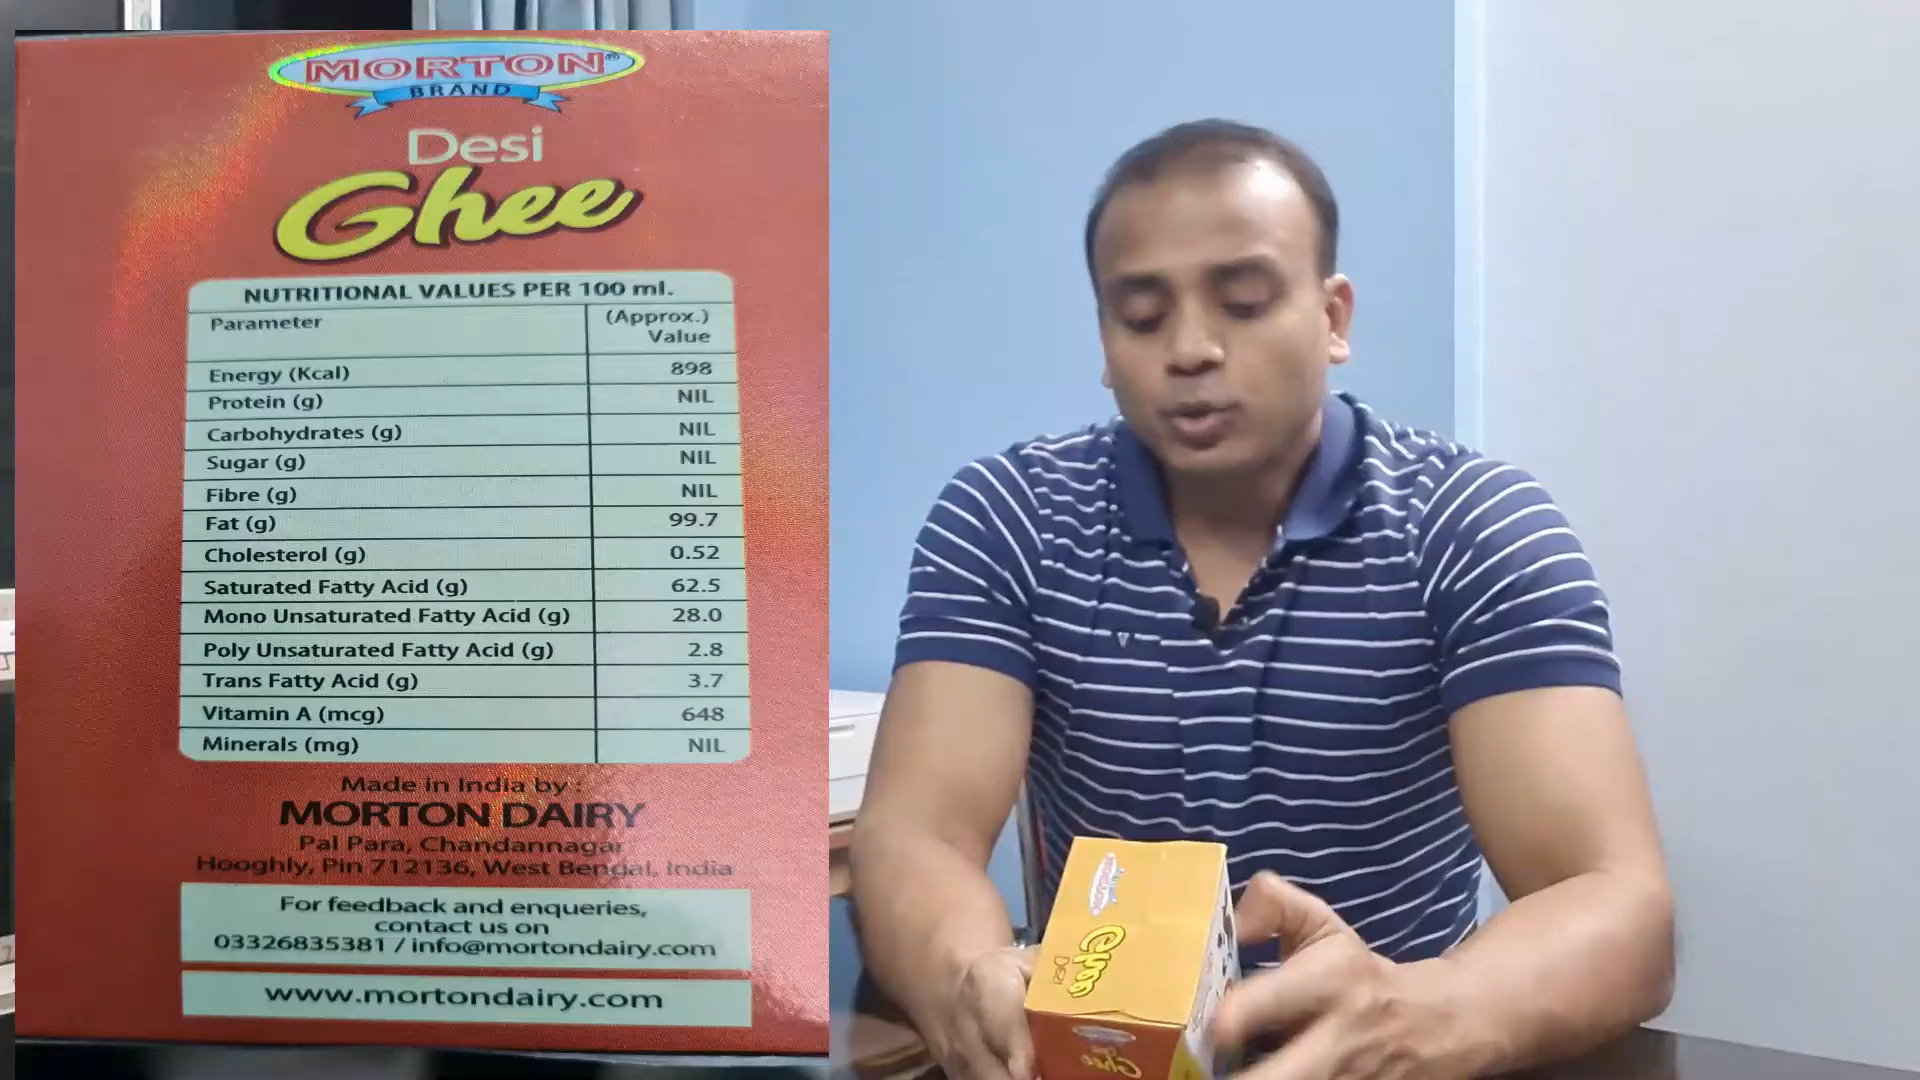 MORTON®
BRAND
Desi
Ghee
NUTRITIONAL VALUES PER 100 ml.
Parameter (Approx.) Value
Energy (Kcal) 898
Protein (g) NIL
Carbohydrates (g) NIL
Sugar (g) NIL
Fibre (g) NIL
Fat (g) 99.7
Cholesterol (g) 0.52
Saturated Fatty Acid (g) 62.5
Mono Unsaturated Fatty Acid (g) 28.0
Poly Unsaturated Fatty Acid (g) 2.8
Trans Fatty Acid (g) 3.7
Vitamin A (mcg) 648
Minerals (mg) NIL
Made in India by :
MORTON DAIRY
Pal Para, Chandannagar
Hooghly, Pin 712136, West Bengal, India
For feedback and enqueries,
contact us on
03326835381 / info@mortondairy.com
www.mortondairy.com
MORTON
Desi
Ghee
Ghee